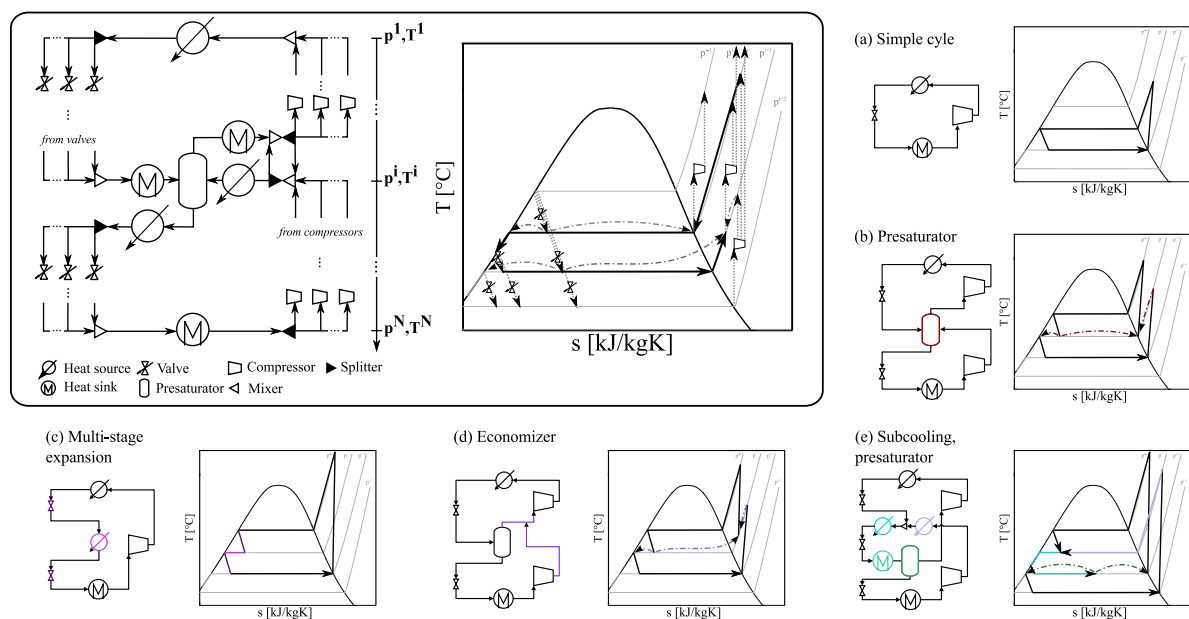 p¹,T¹
from valves
pⁱ,Tⁱ
from compressors
pᴺ,Tᴺ
M
M
M
Heat source
Valve
Compressor
Splitter
M
Heat sink
Presaturator
Mixer
T [°C]
s [kJ/kgK]
(a) Simple cyle
M
T [°C]
s [kJ/kgK]
(b) Presaturator
M
T [°C]
s [kJ/kgK]
(c) Multi-stage
expansion
M
T [°C]
s [kJ/kgK]
(d) Economizer
M
T [°C]
s [kJ/kgK]
(e) Subcooling,
presaturator
M
M
T [°C]
s [kJ/kgK]